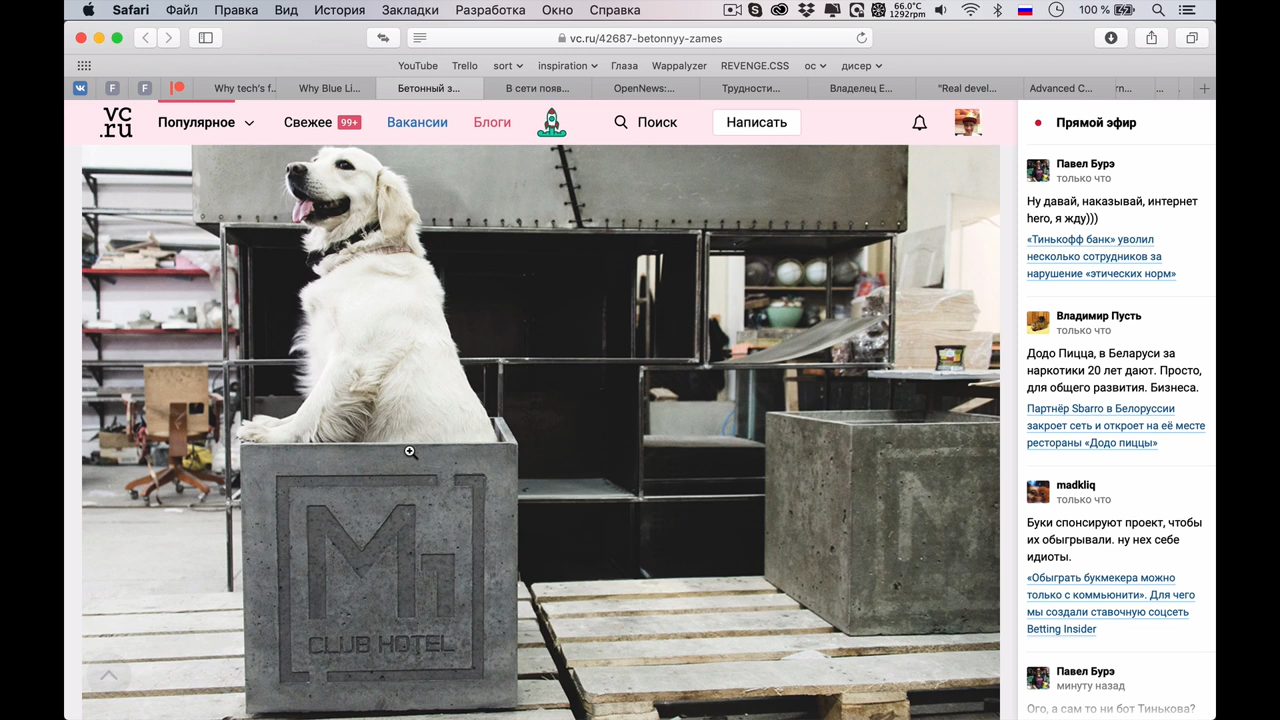 Safari Файл Правка Вид История Закладки Разработка Окно Справка
66.0°C
1292rpm
100 %
vc.ru/42687-betonnyy-zames
YouTube Trello sort inspiration Глаза Wappalyzer REVENGE.CSS ос дисер
Why tech's f.. Why Blue Li... Бетонный з... В сети появ... OpenNews:... Трудности... Владелец Е... "Real devel... Advanced C...
vc
.ru
Популярное Свежее 99+ Вакансии Блоги Поиск Написать
Прямой эфир
Павел Бурэ
только что
Ну давай, наказывай, интернет
hero, я жду)))
«Тинькофф банк» уволил
несколько сотрудников за
нарушение «этических норм»
Владимир Пусть
только что
Додо Пицца, в Беларуси за
наркотики 20 лет дают. Просто,
для общего развития. Бизнеса.
Партнёр Sbarro в Белоруссии
закроет сеть и откроет на её месте
рестораны «Додо пиццы»
madkliq
только что
Буки спонсируют проект, чтобы
их обыгрывали. ну нех себе
идиоты.
«Обыграть букмекера можно
только с коммьюнити». Для чего
мы создали ставочную соцсеть
Betting Insider
Павел Бурэ
минуту назад
Ого, а сам то ни бот Тинькова?
CLUB HOTEL